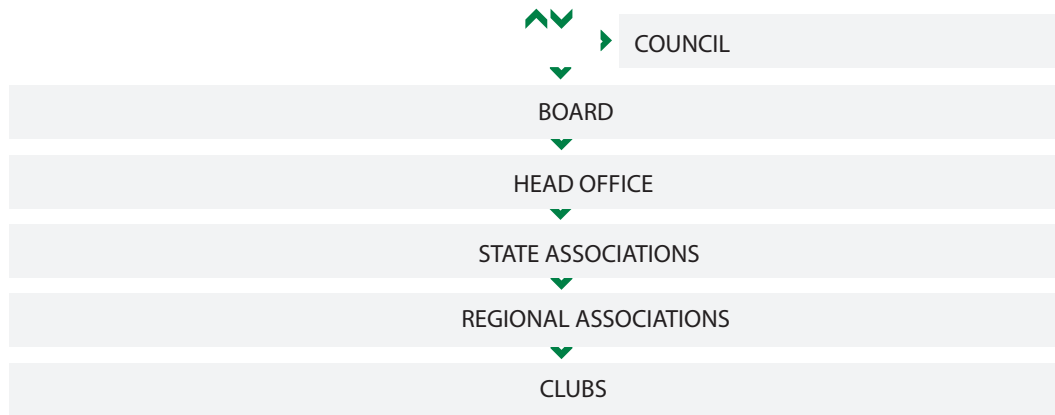 COUNCIL
BOARD
HEAD OFFICE
STATE ASSOCIATIONS
REGIONAL ASSOCIATIONS
CLUBS